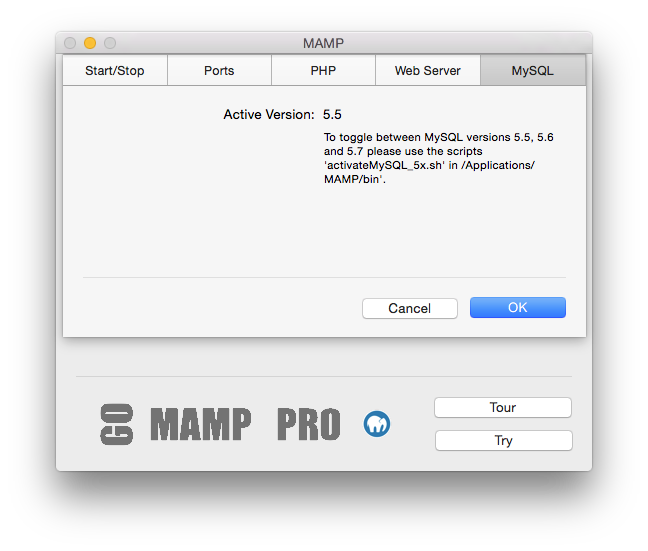 MAMP
Start/Stop
Ports
PHP
Web Server
MySQL
Active Version: 5.5
To toggle between MySQL versions 5.5, 5.6
and 5.7 please use the scripts
'activateMySQL_5x.sh' in /Applications/
MAMP/bin'.
Cancel
OK
GO MAMP PRO
Tour
Try